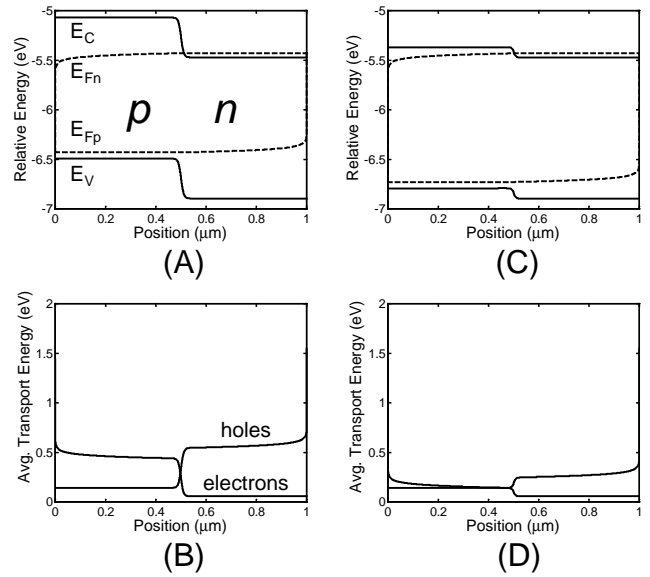 -5
-5.5
-6
-6.5
-7
Relative Energy (eV)
E_C
E_Fn
p n
E_Fp
E_V
0 0.2 0.4 0.6 0.8 1
Position (μm)
(A)
-5
-5.5
-6
-6.5
-7
Relative Energy (eV)
0 0.2 0.4 0.6 0.8 1
Position (μm)
(C)
2
1.5
1
0.5
0
Avg. Transport Energy (eV)
holes
electrons
0 0.2 0.4 0.6 0.8 1
Position (μm)
(B)
2
1.5
1
0.5
0
Avg. Transport Energy (eV)
0 0.2 0.4 0.6 0.8 1
Position (μm)
(D)